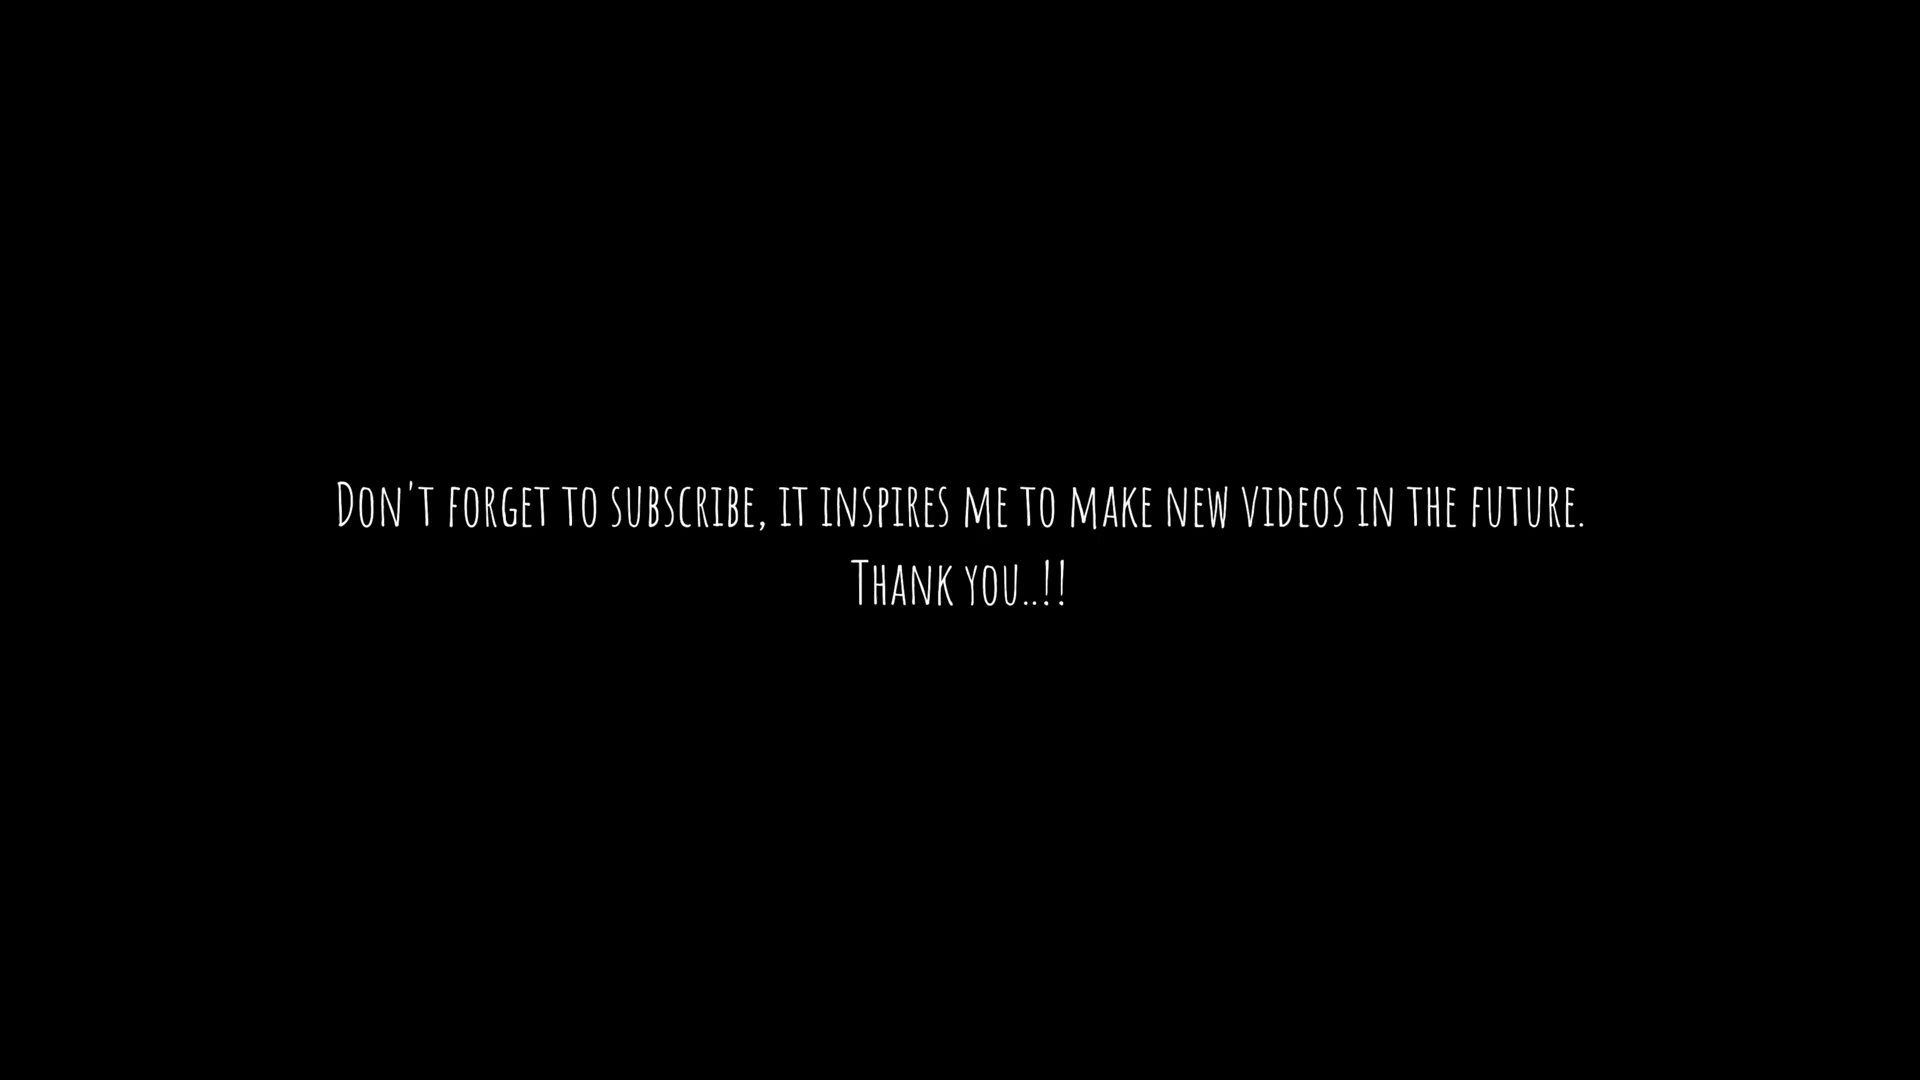 Don't forget to subscribe, it inspires me to make new videos in the future.
Thank you..!!